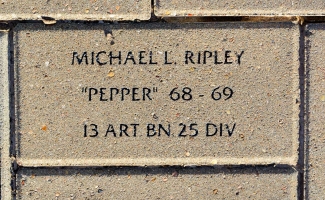 MICHAEL L. RIPLEY
"PEPPER" 68 - 69
13 ART BN 25 DIV